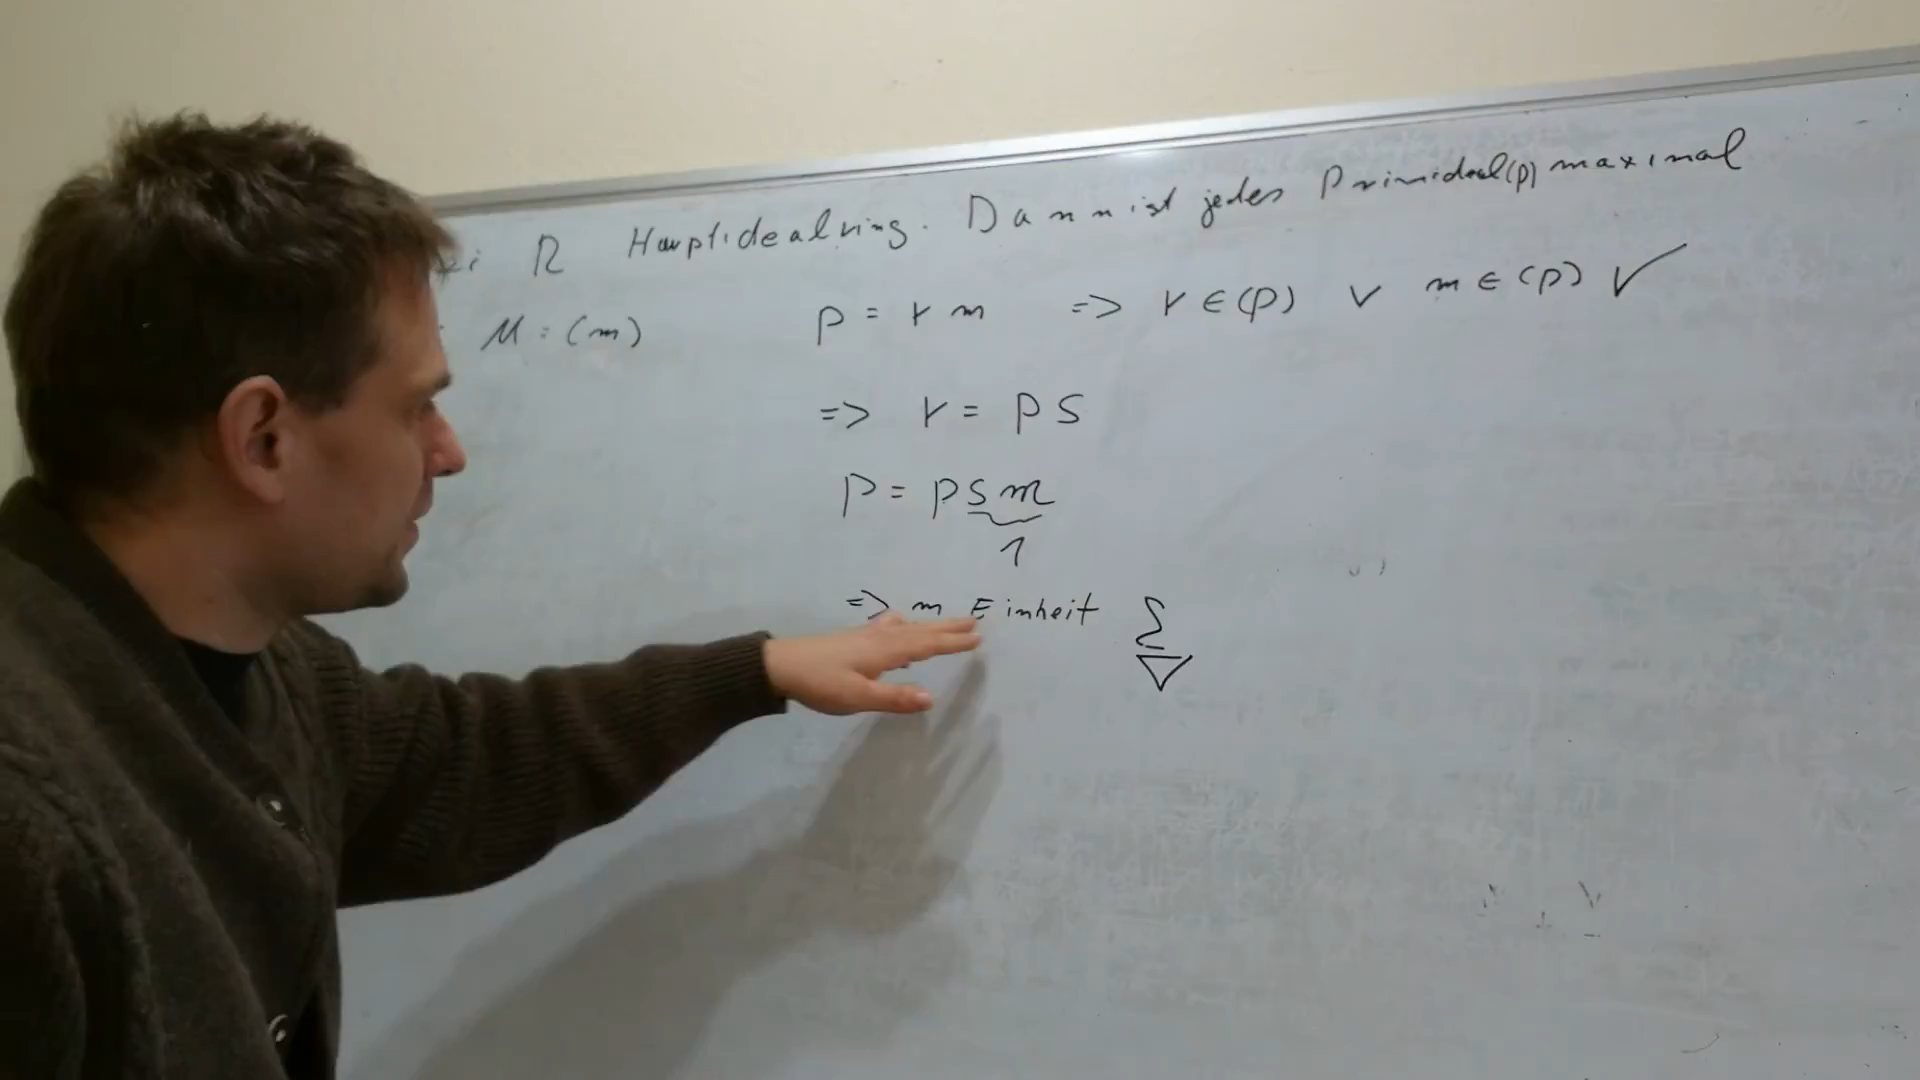 R Hauptidealring. Dann ist jedes Primideal (p) maximal
M = (m) p = r m => r ∈ (p) ∨ m ∈ (p) ✓
=> r = p s
p = p s m
1
=> m Einheit